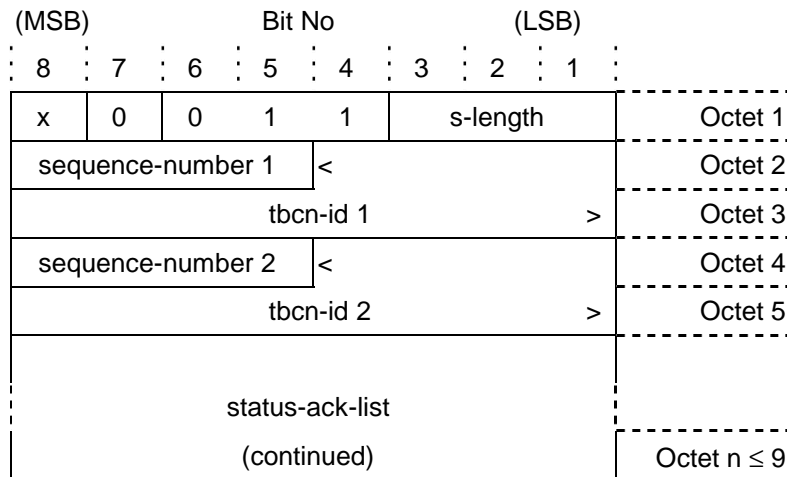 (MSB) Bit No (LSB)
8 7 6 5 4 3 2 1
x 0 0 1 1 s-length Octet 1
sequence-number 1 < Octet 2
tbcn-id 1 > Octet 3
sequence-number 2 < Octet 4
tbcn-id 2 > Octet 5
status-ack-list
(continued) Octet n ≤ 9